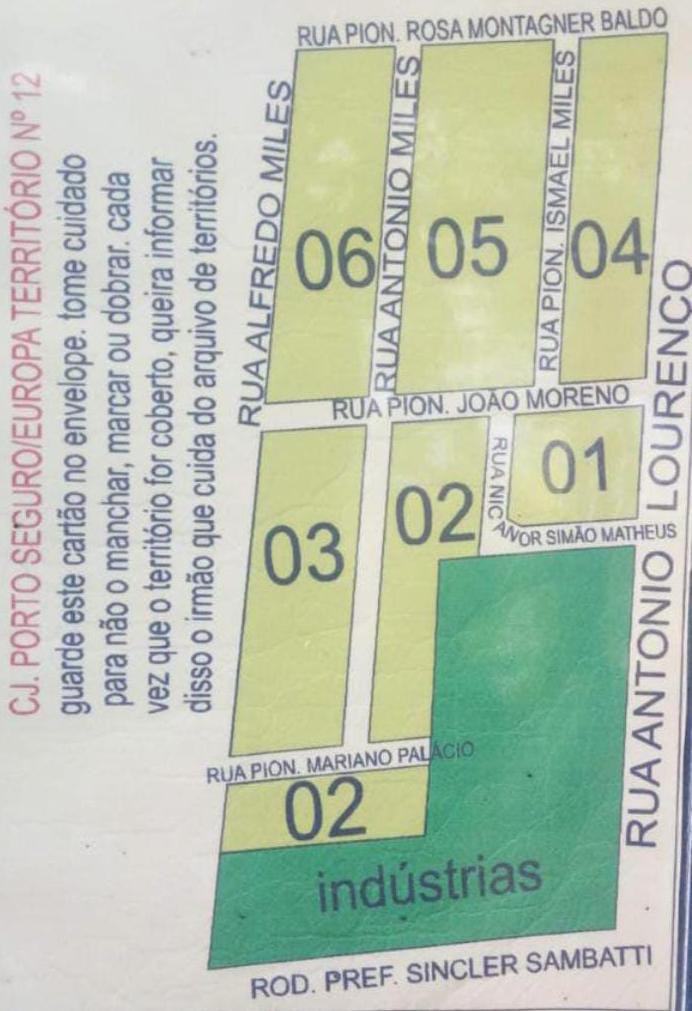 CJ. PORTO SEGURO/EUROPA TERRITÓRIO Nº 12
guarde este cartão no envelope. tome cuidado
para não o manchar, marcar ou dobrar. cada
vez que o território for coberto, queira informar
disso o irmão que cuida do arquivo de territórios.
RUA ALFREDO MILES
RUA PION. MARIANO PALÁCIO
03
06
RUA PION. ROSA MONTAGNER BALDO
02
ROD. PREF. SINCLER SAMBATTI
indústrias
RUA PION. JOÃO MORENO
RUA ANTONIO MILES
02
05
RUA NIC
ANOR SIMÃO MATHEUS
01
RUA PION. ISMAEL MILES
04
RUA ANTONIO LOURENÇO